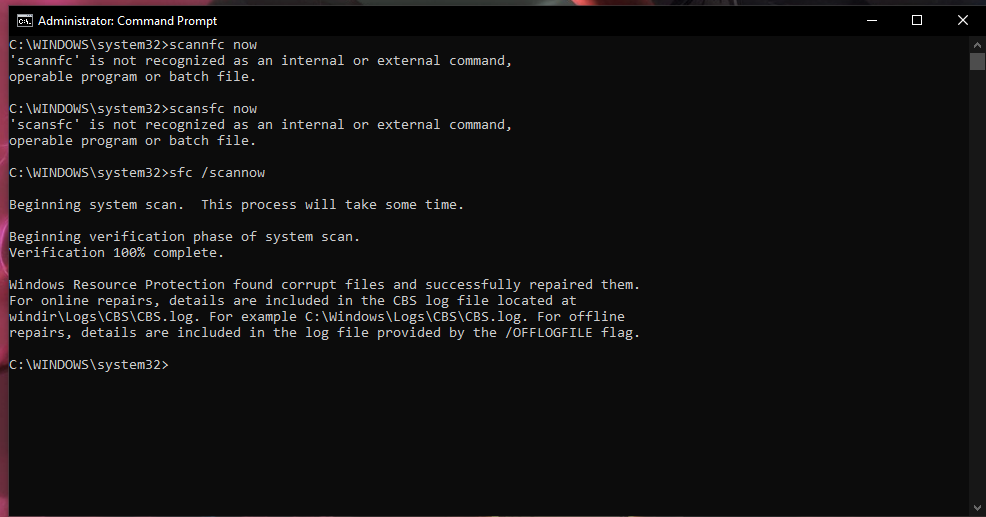 Administrator: Command Prompt
C:\WINDOWS\system32>scannfc now
'scannfc' is not recognized as an internal or external command,
operable program or batch file.
C:\WINDOWS\system32>scansfc now
'scansfc' is not recognized as an internal or external command,
operable program or batch file.
C:\WINDOWS\system32>sfc /scannow
Beginning system scan.  This process will take some time.
Beginning verification phase of system scan.
Verification 100% complete.
Windows Resource Protection found corrupt files and successfully repaired them.
For online repairs, details are included in the CBS log file located at
windir\Logs\CBS\CBS.log. For example C:\Windows\Logs\CBS\CBS.log. For offline
repairs, details are included in the log file provided by the /OFFLOGFILE flag.
C:\WINDOWS\system32>